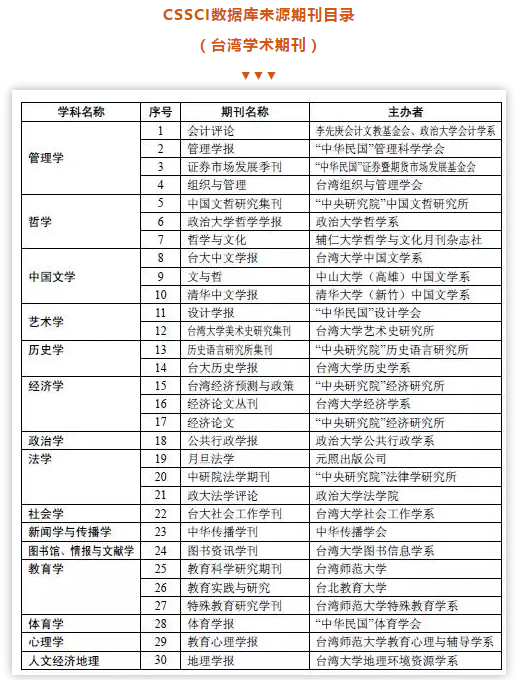 CSSCI数据库来源期刊目录
（台湾学术期刊）
学科名称 序号 期刊名称 主办者
管理学 1 会计评论 李先庚会计文教基金会、政治大学会计学系
2 管理学报 “中华民国”管理科学学会
3 证券市场发展季刊 “中华民国”证券暨期货市场发展基金会
4 组织与管理 台湾组织与管理学会
哲学 5 中国文哲研究集刊 “中央研究院”中国文哲研究所
6 政治大学哲学学报 政治大学哲学系
7 哲学与文化 辅仁大学哲学与文化月刊杂志社
中国文学 8 台大中文学报 台湾大学中国文学系
9 文与哲 中山大学（高雄）中国文学系
10 清华中文学报 清华大学（新竹）中国文学系
艺术学 11 设计学报 “中华民国”设计学会
12 台湾大学美术史研究集刊 台湾大学艺术史研究所
历史学 13 历史语言研究所集刊 “中央研究院”历史语言研究所
14 台大历史学报 台湾大学历史学系
经济学 15 台湾经济预测与政策 “中央研究院”经济研究所
16 经济论文丛刊 台湾大学经济学系
17 经济论文 “中央研究院”经济研究所
政治学 18 公共行政学报 政治大学公共行政学系
法学 19 月旦法学 元照出版公司
20 中研院法学期刊 “中央研究院”法律学研究所
21 政大法学评论 政治大学法学院
社会学 22 台大社会工作学刊 台湾大学社会工作学系
新闻学与传播学 23 中华传播学刊 中华传播学会
图书馆、情报与文献学 24 图书资讯学刊 台湾大学图书信息学系
教育学 25 教育科学研究期刊 台湾师范大学
26 教育实践与研究 台北教育大学
27 特殊教育研究学刊 台湾师范大学特殊教育学系
体育学 28 体育学报 “中华民国”体育学会
心理学 29 教育心理学报 台湾师范大学教育心理与辅导学系
人文经济地理 30 地理学报 台湾大学地理环境资源学系